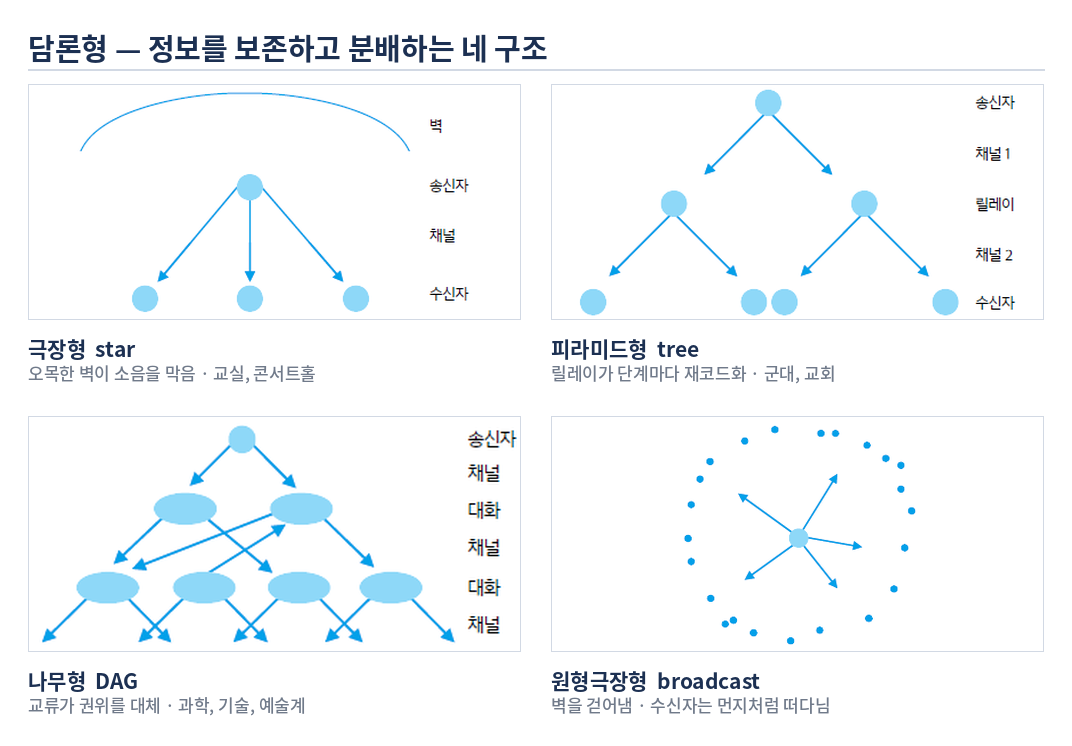 담론형 — 정보를 보존하고 분배하는 네 구조
벽
송신자
채널
수신자
극장형 star
오목한 벽이 소음을 막음 · 교실, 콘서트홀
송신자
채널 1
릴레이
채널 2
수신자
피라미드형 tree
릴레이가 단계마다 재코드화 · 군대, 교회
송신자
채널
대화
채널
대화
채널
나무형 DAG
교류가 권위를 대체 · 과학, 기술, 예술계
원형극장형 broadcast
벽을 걷어냄 · 수신자는 먼지처럼 떠다님